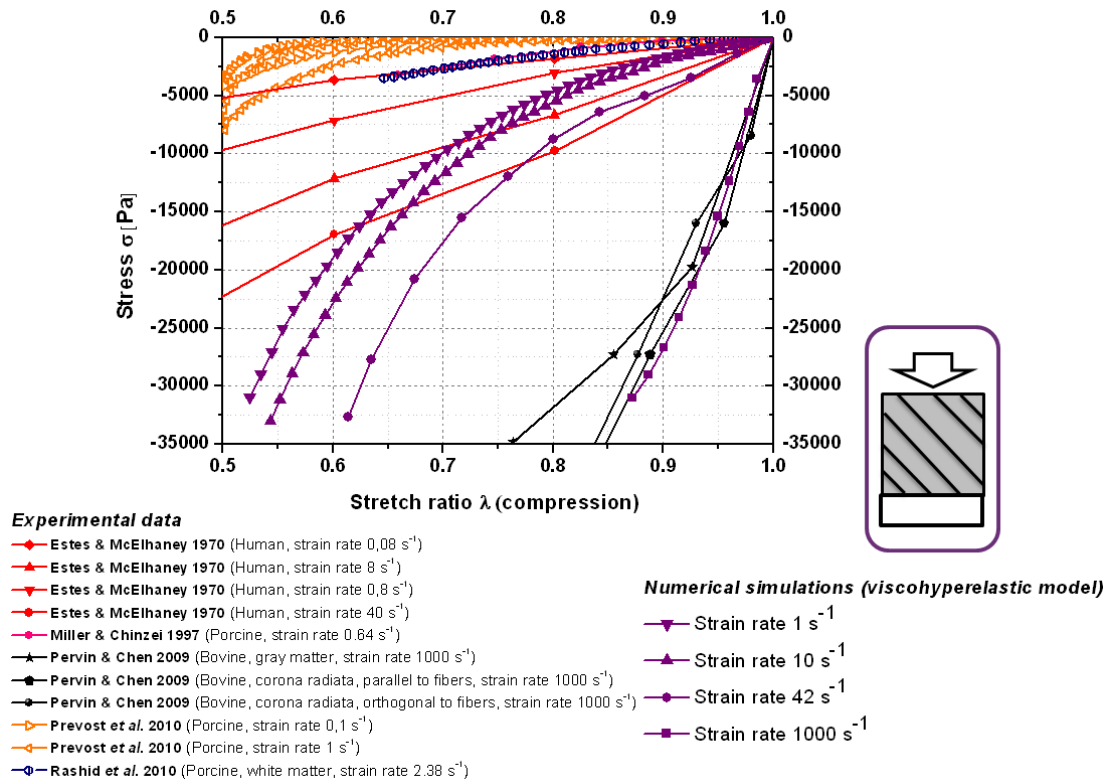 0.5 0.6 0.7 0.8 0.9 1.0
0 0
-5000 -5000
-10000 -10000
-15000 -15000
-20000 -20000
-25000 -25000
-30000 -30000
-35000 -35000
Stress σ [Pa]
0.5 0.6 0.7 0.8 0.9 1.0
Stretch ratio λ (compression)
Experimental data
Estes & McElhaney 1970 (Human, strain rate 0,08 s⁻¹)
Estes & McElhaney 1970 (Human, strain rate 8 s⁻¹)
Estes & McElhaney 1970 (Human, strain rate 0,8 s⁻¹)
Estes & McElhaney 1970 (Human, strain rate 40 s⁻¹)
Miller & Chinzei 1997 (Porcine, strain rate 0.64 s⁻¹)
Pervin & Chen 2009 (Bovine, gray matter, strain rate 1000 s⁻¹)
Pervin & Chen 2009 (Bovine, corona radiata, parallel to fibers, strain rate 1000 s⁻¹)
Pervin & Chen 2009 (Bovine, corona radiata, orthogonal to fibers, strain rate 1000 s⁻¹)
Prevost et al. 2010 (Porcine, strain rate 0,1 s⁻¹)
Prevost et al. 2010 (Porcine, strain rate 1 s⁻¹)
Rashid et al. 2010 (Porcine, white matter, strain rate 2.38 s⁻¹)
Numerical simulations (viscohyperelastic model)
Strain rate 1 s⁻¹
Strain rate 10 s⁻¹
Strain rate 42 s⁻¹
Strain rate 1000 s⁻¹